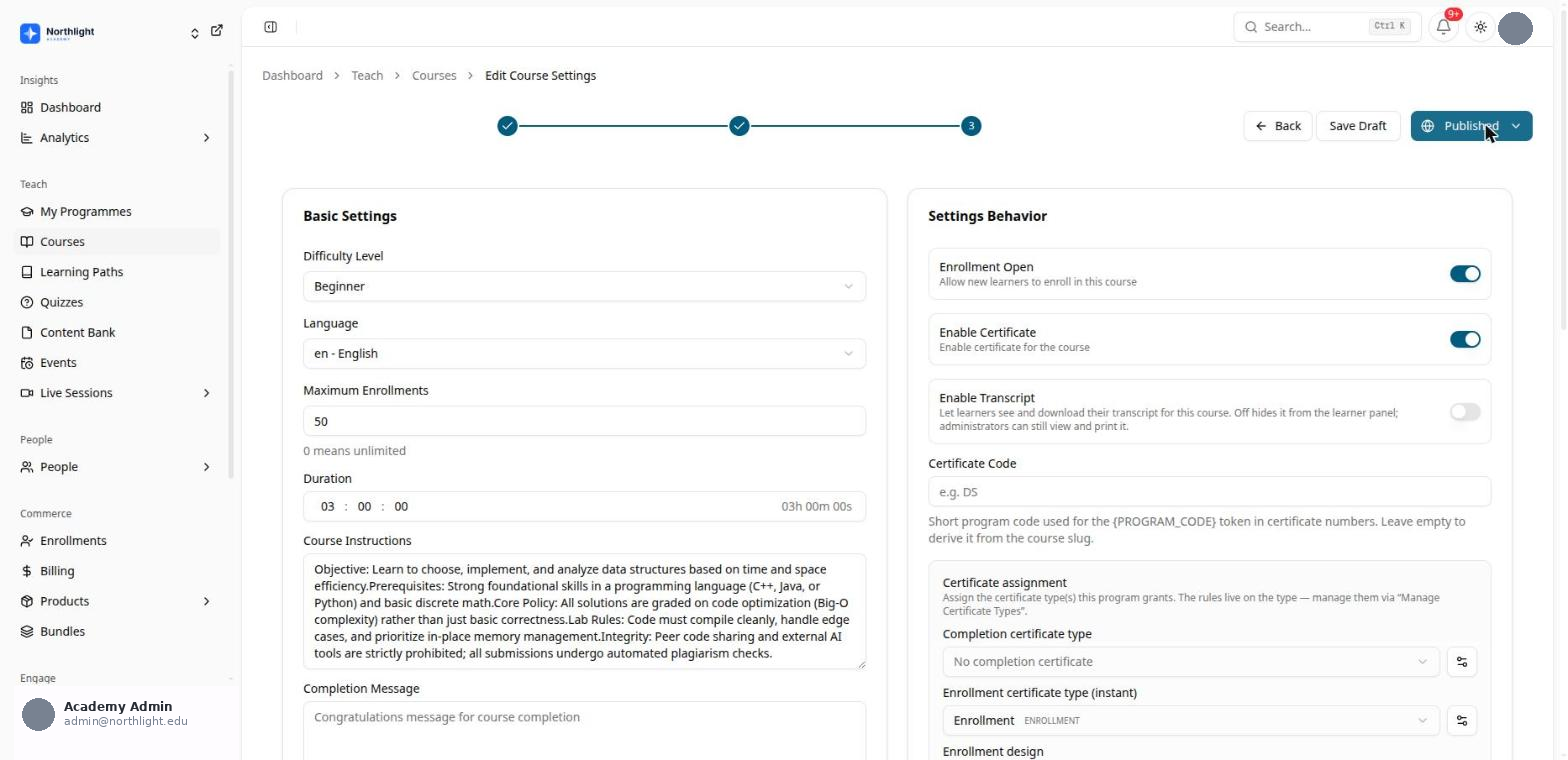 Northlight
ACADEMY
Search...
Ctrl K
9+
Insights
Dashboard
Analytics
Teach
My Programmes
Courses
Learning Paths
Quizzes
Content Bank
Events
Live Sessions
People
People
Commerce
Enrollments
Billing
Products
Bundles
Engage
Academy Admin
admin@northlight.edu
Dashboard > Teach > Courses > Edit Course Settings
3
Back
Save Draft
Published
Basic Settings
Difficulty Level
Beginner
Language
en - English
Maximum Enrollments
50
0 means unlimited
Duration
03 : 00 : 00
03h 00m 00s
Course Instructions
Objective: Learn to choose, implement, and analyze data structures based on time and space
efficiency.Prerequisites: Strong foundational skills in a programming language (C++, Java, or
Python) and basic discrete math.Core Policy: All solutions are graded on code optimization (Big-O
complexity) rather than just basic correctness.Lab Rules: Code must compile cleanly, handle edge
cases, and prioritize in-place memory management.Integrity: Peer code sharing and external AI
tools are strictly prohibited; all submissions undergo automated plagiarism checks.
Completion Message
Congratulations message for course completion
Settings Behavior
Enrollment Open
Allow new learners to enroll in this course
Enable Certificate
Enable certificate for the course
Enable Transcript
Let learners see and download their transcript for this course. Off hides it from the learner panel;
administrators can still view and print it.
Certificate Code
e.g. DS
Short program code used for the {PROGRAM_CODE} token in certificate numbers. Leave empty to
derive it from the course slug.
Certificate assignment
Assign the certificate type(s) this program grants. The rules live on the type — manage them via “Manage
Certificate Types”.
Completion certificate type
No completion certificate
Enrollment certificate type (instant)
Enrollment ENROLLMENT
Enrollment design